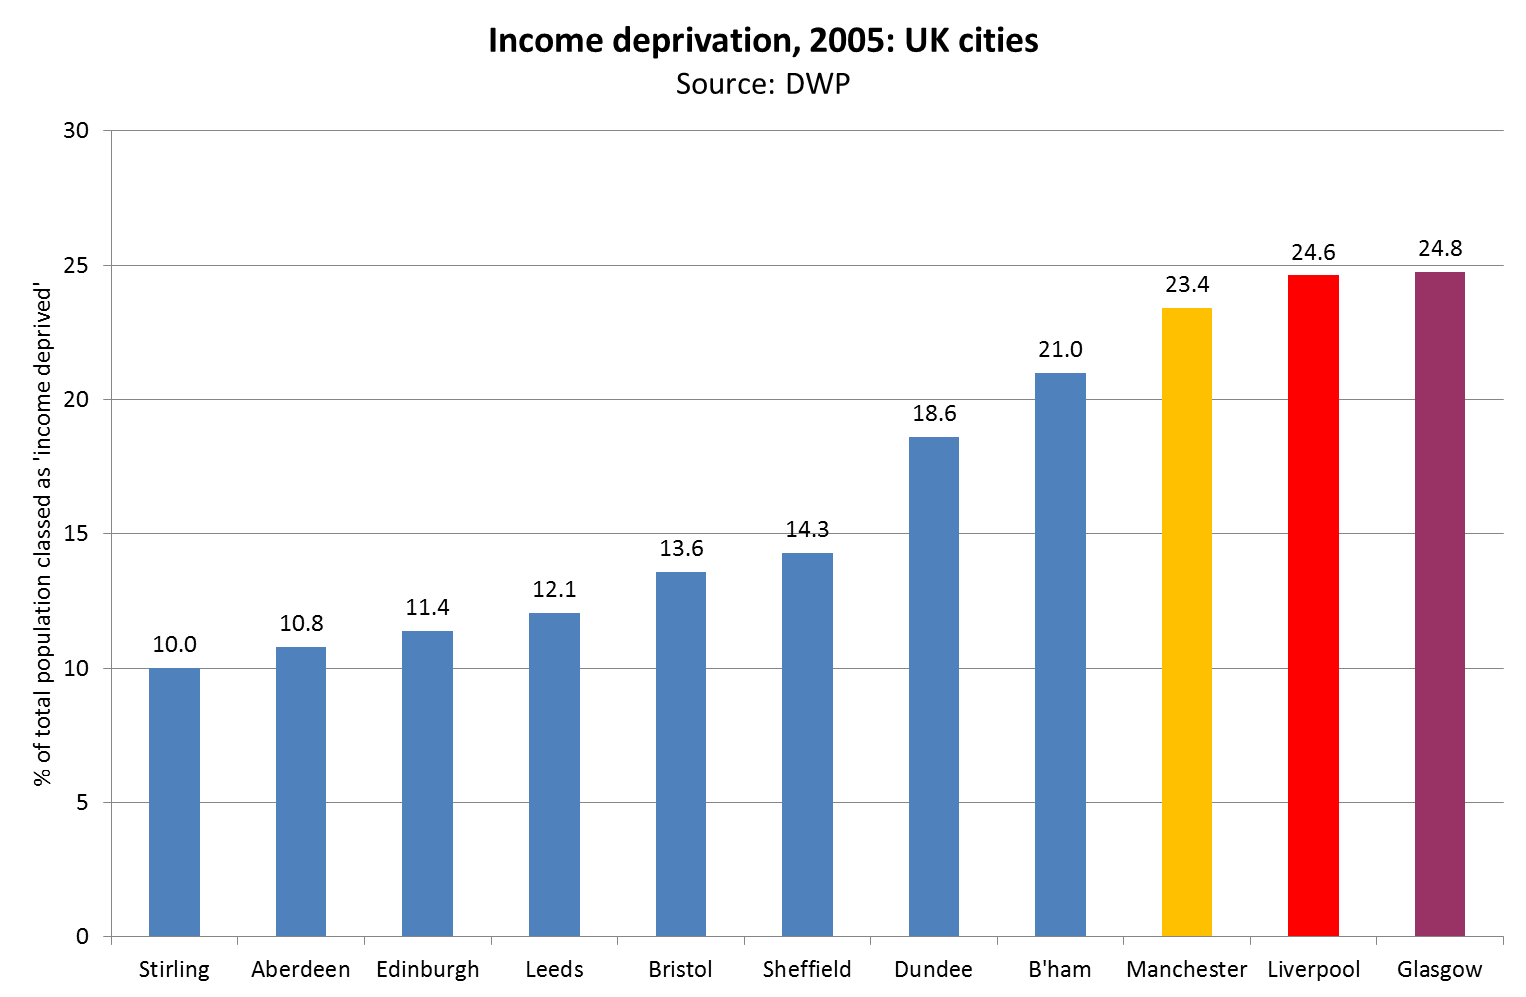 Income deprivation, 2005: UK cities
Source: DWP
% of total population classed as 'income deprived'
30
25
20
15
10
5
0
10.0
10.8
11.4
12.1
13.6
14.3
18.6
21.0
23.4
24.6
24.8
Stirling
Aberdeen
Edinburgh
Leeds
Bristol
Sheffield
Dundee
B'ham
Manchester
Liverpool
Glasgow